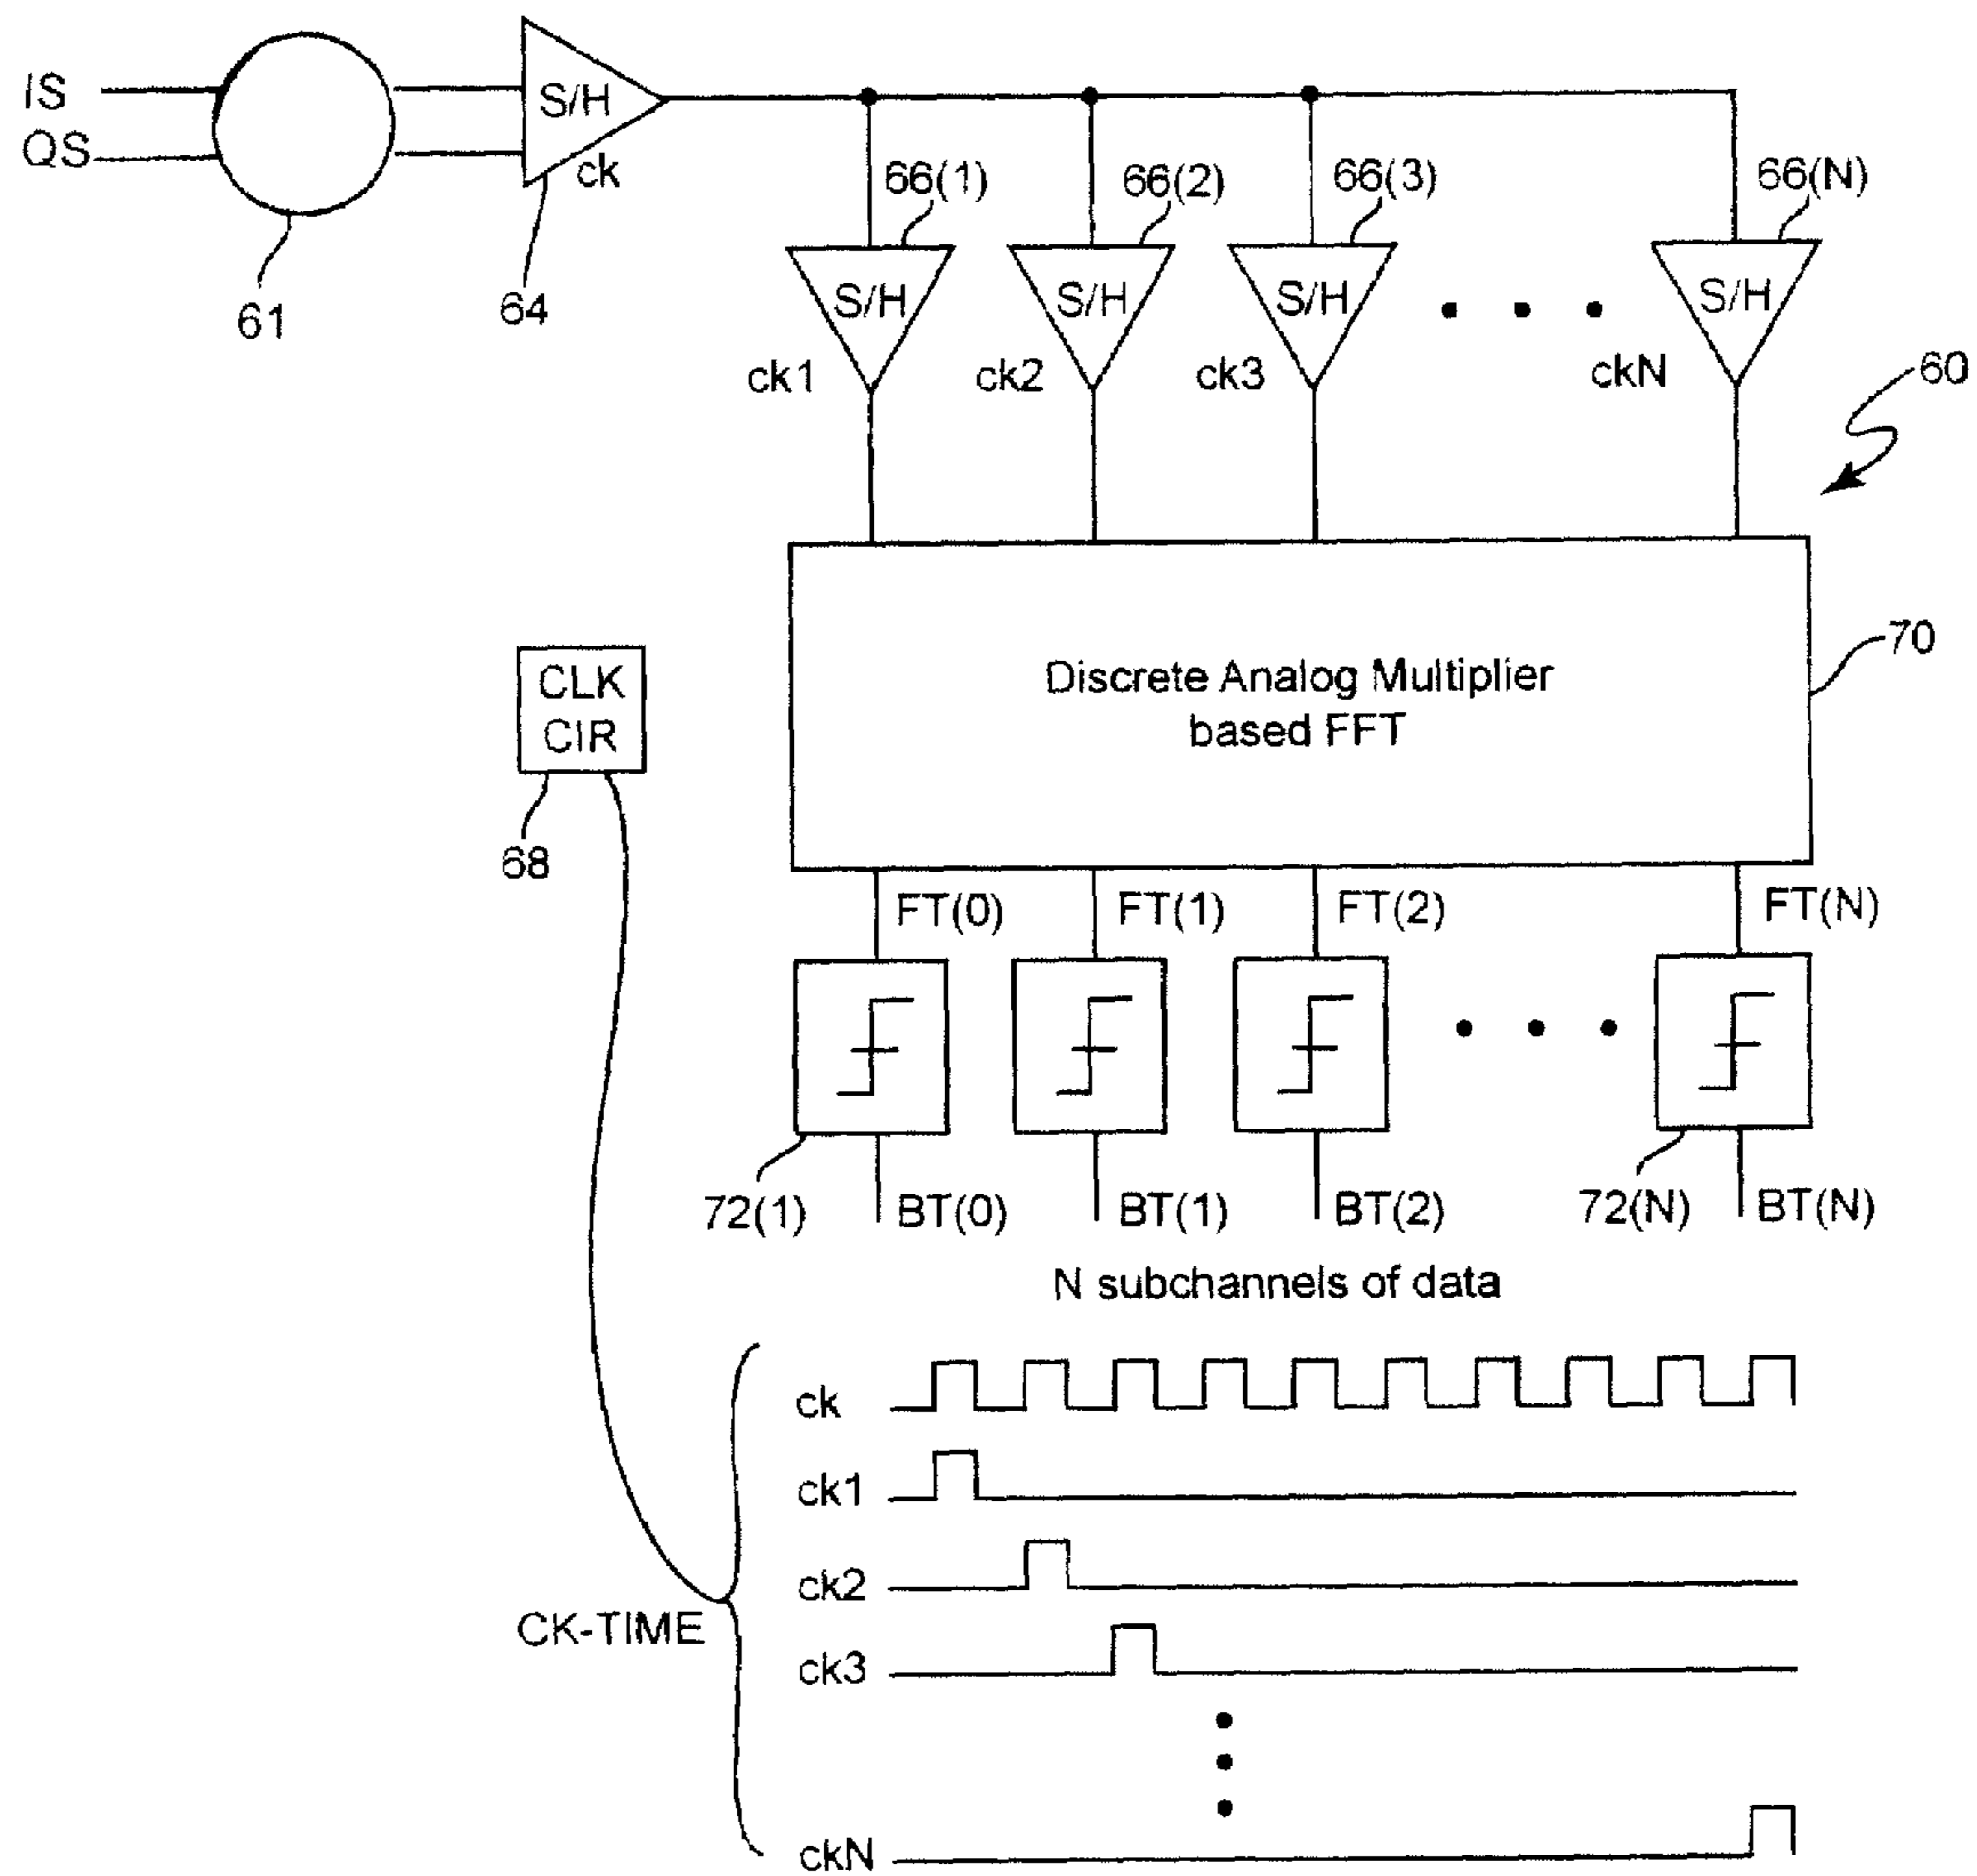 IS
QS
S/H
ck
61
64
66(1)
66(2)
66(3)
66(N)
S/H
S/H
S/H
S/H
ck1
ck2
ck3
ckN
60
Discrete Analog Multiplier
based FFT
70
CLK
CIR
68
FT(0)
FT(1)
FT(2)
FT(N)
72(1)
BT(0)
BT(1)
BT(2)
72(N)
BT(N)
N subchannels of data
CK-TIME
ck
ck1
ck2
ck3
ckN